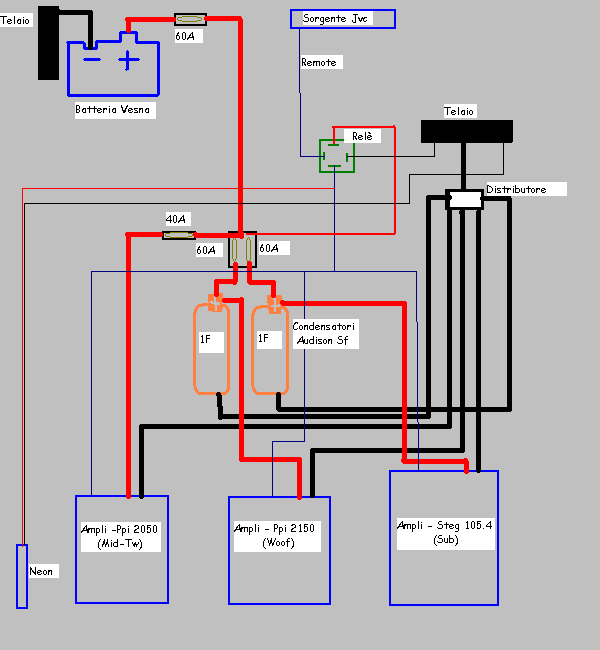 Telaio
60A
Sorgente Jvc
Remote
Batteria Vesna
Telaio
Relè
Distributore
40A
60A
60A
1F
1F
Condensatori
Audison Sf
Ampli -Ppi 2050
(Mid-Tw)
Ampli - Ppi 2150
(Woof)
Ampli - Steg 105.4
(Sub)
Neon